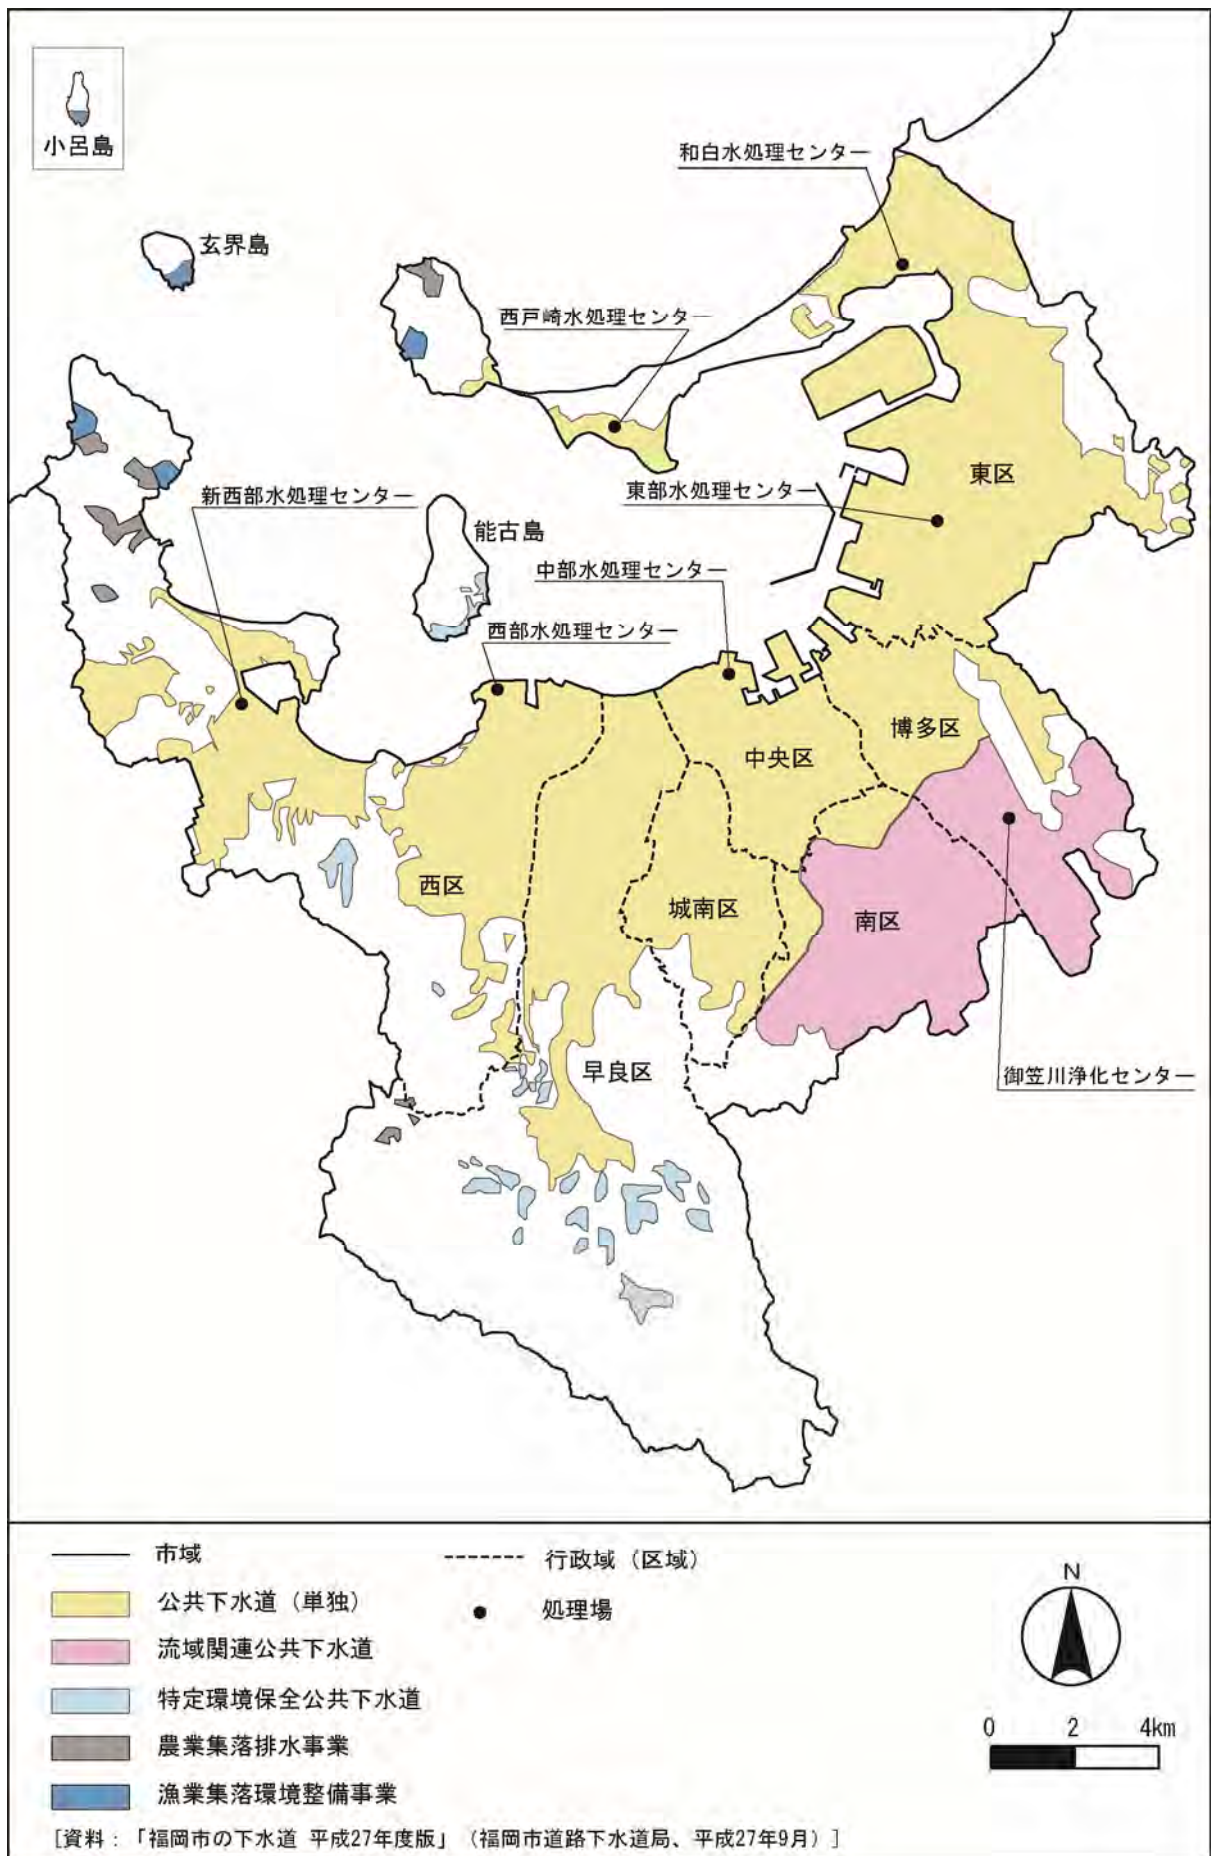 小呂島
和白水処理センター
玄界島
西戸崎水処理センター
東区
東部水処理センター
新西部水処理センター
能古島
中部水処理センター
西部水処理センター
博多区
中央区
西区
城南区
南区
早良区
御笠川浄化センター
市域
行政域（区域）
公共下水道（単独）
処理場
流域関連公共下水道
特定環境保全公共下水道
農業集落排水事業
漁業集落環境整備事業
N
0 2 4km
[資料：「福岡市の下水道 平成27年度版」（福岡市道路下水道局、平成27年9月）]